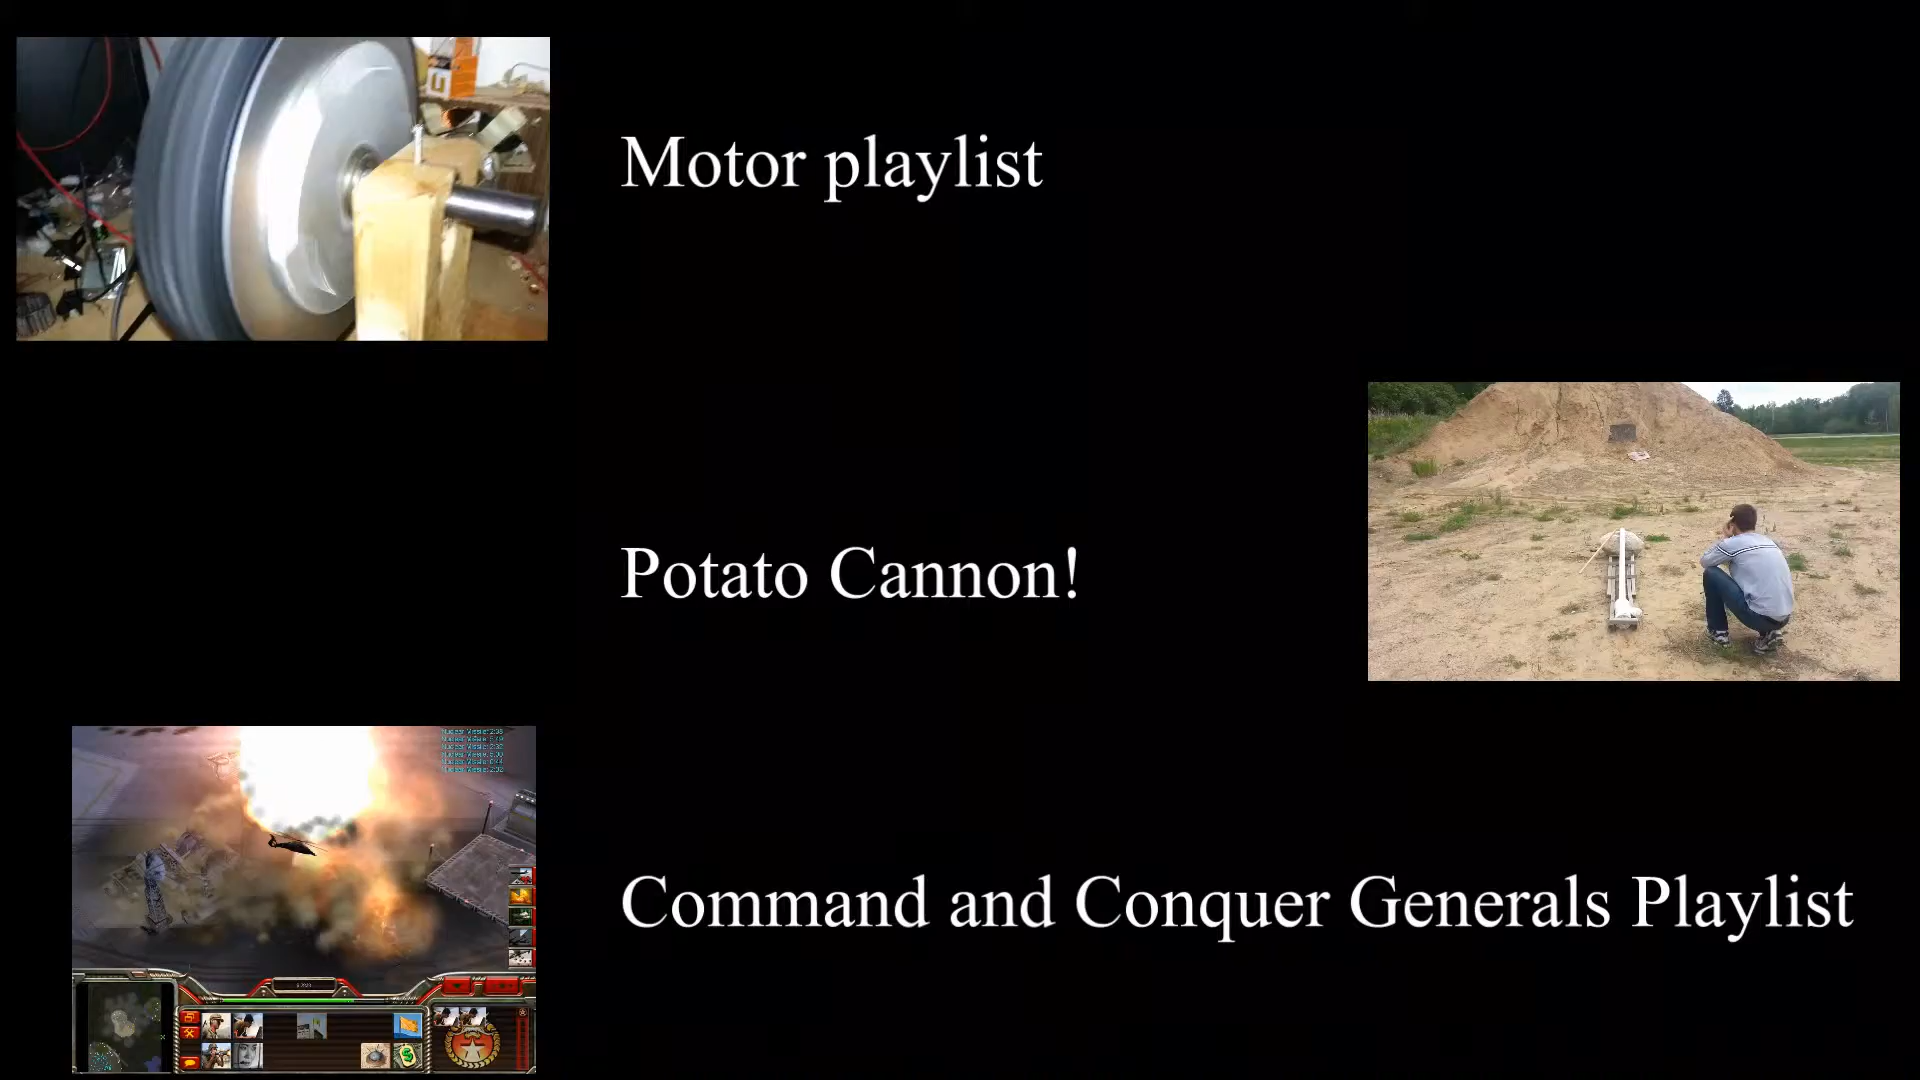 Motor playlist
Potato Cannon!
Command and Conquer Generals Playlist